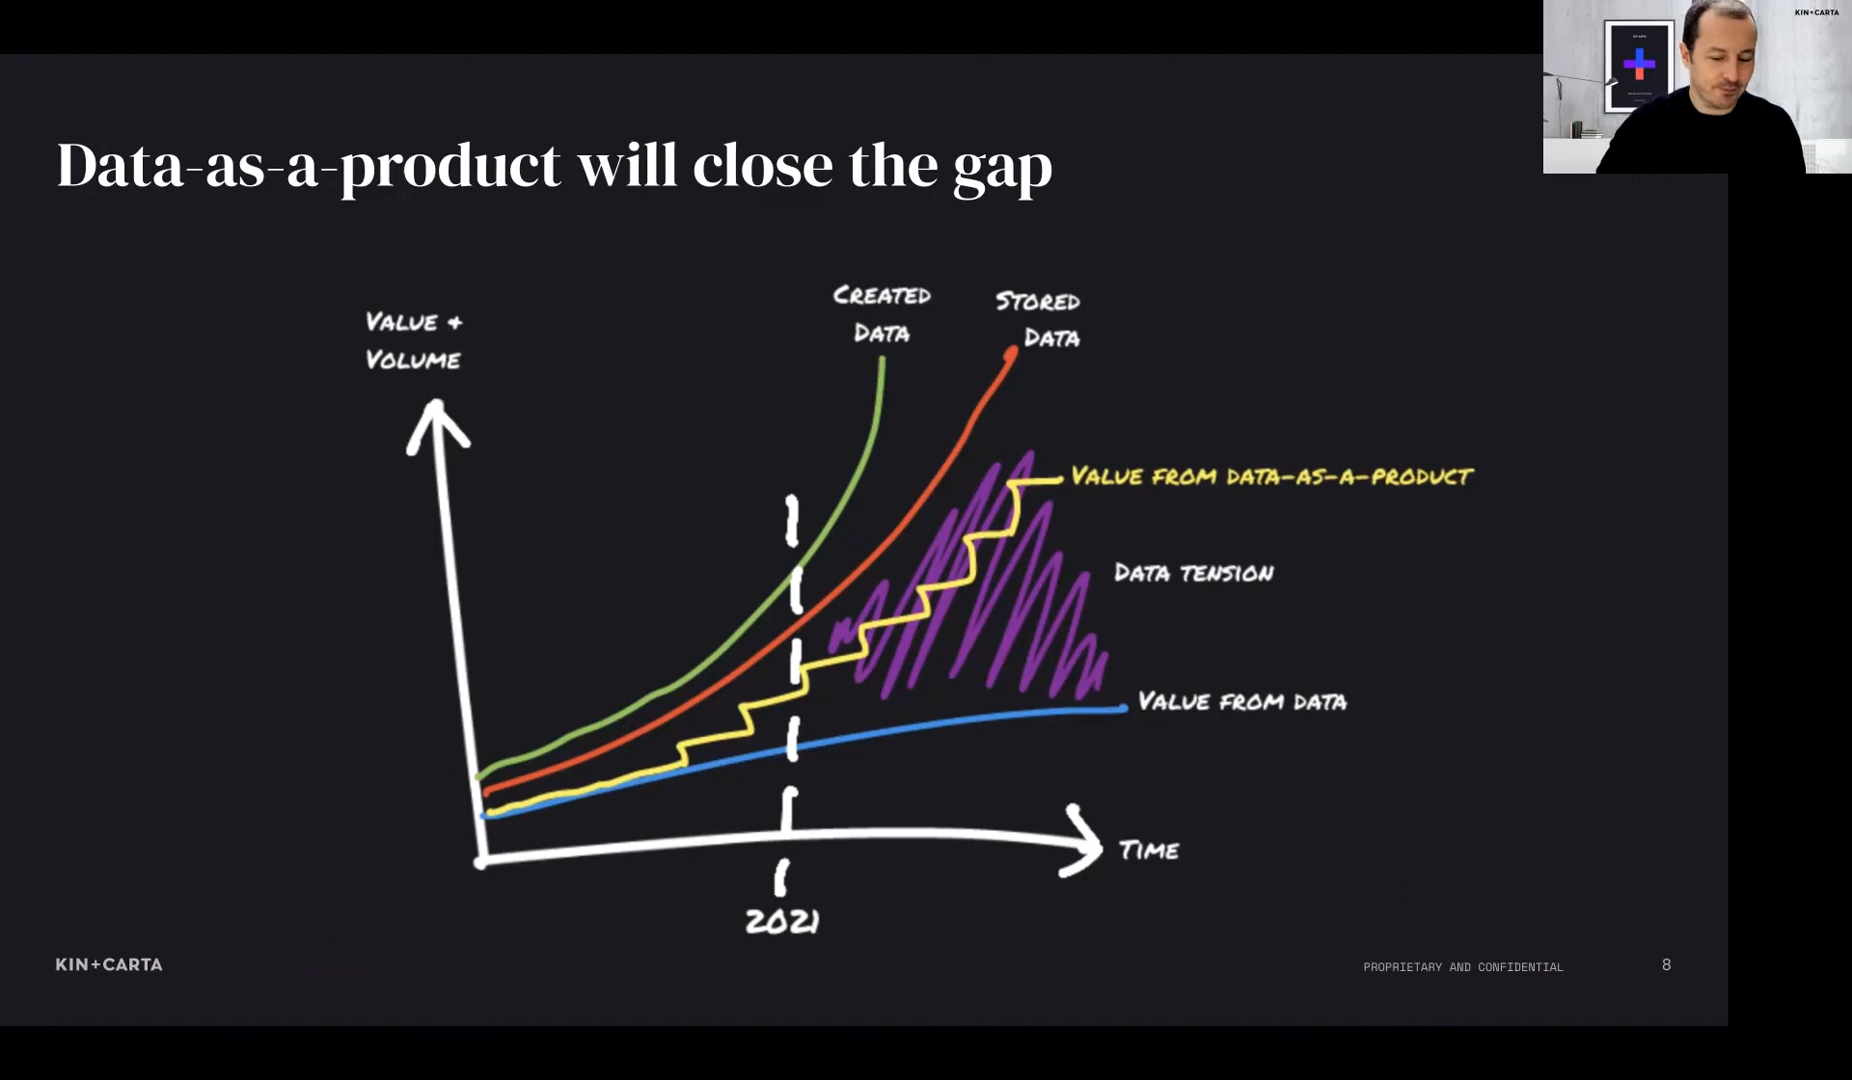 KIN+CARTA
Data-as-a-product will close the gap
CREATED
DATA
STORED
DATA
VALUE +
VOLUME
VALUE FROM DATA-AS-A-PRODUCT
DATA TENSION
VALUE FROM DATA
TIME
2021
KIN+CARTA
PROPRIETARY AND CONFIDENTIAL
8